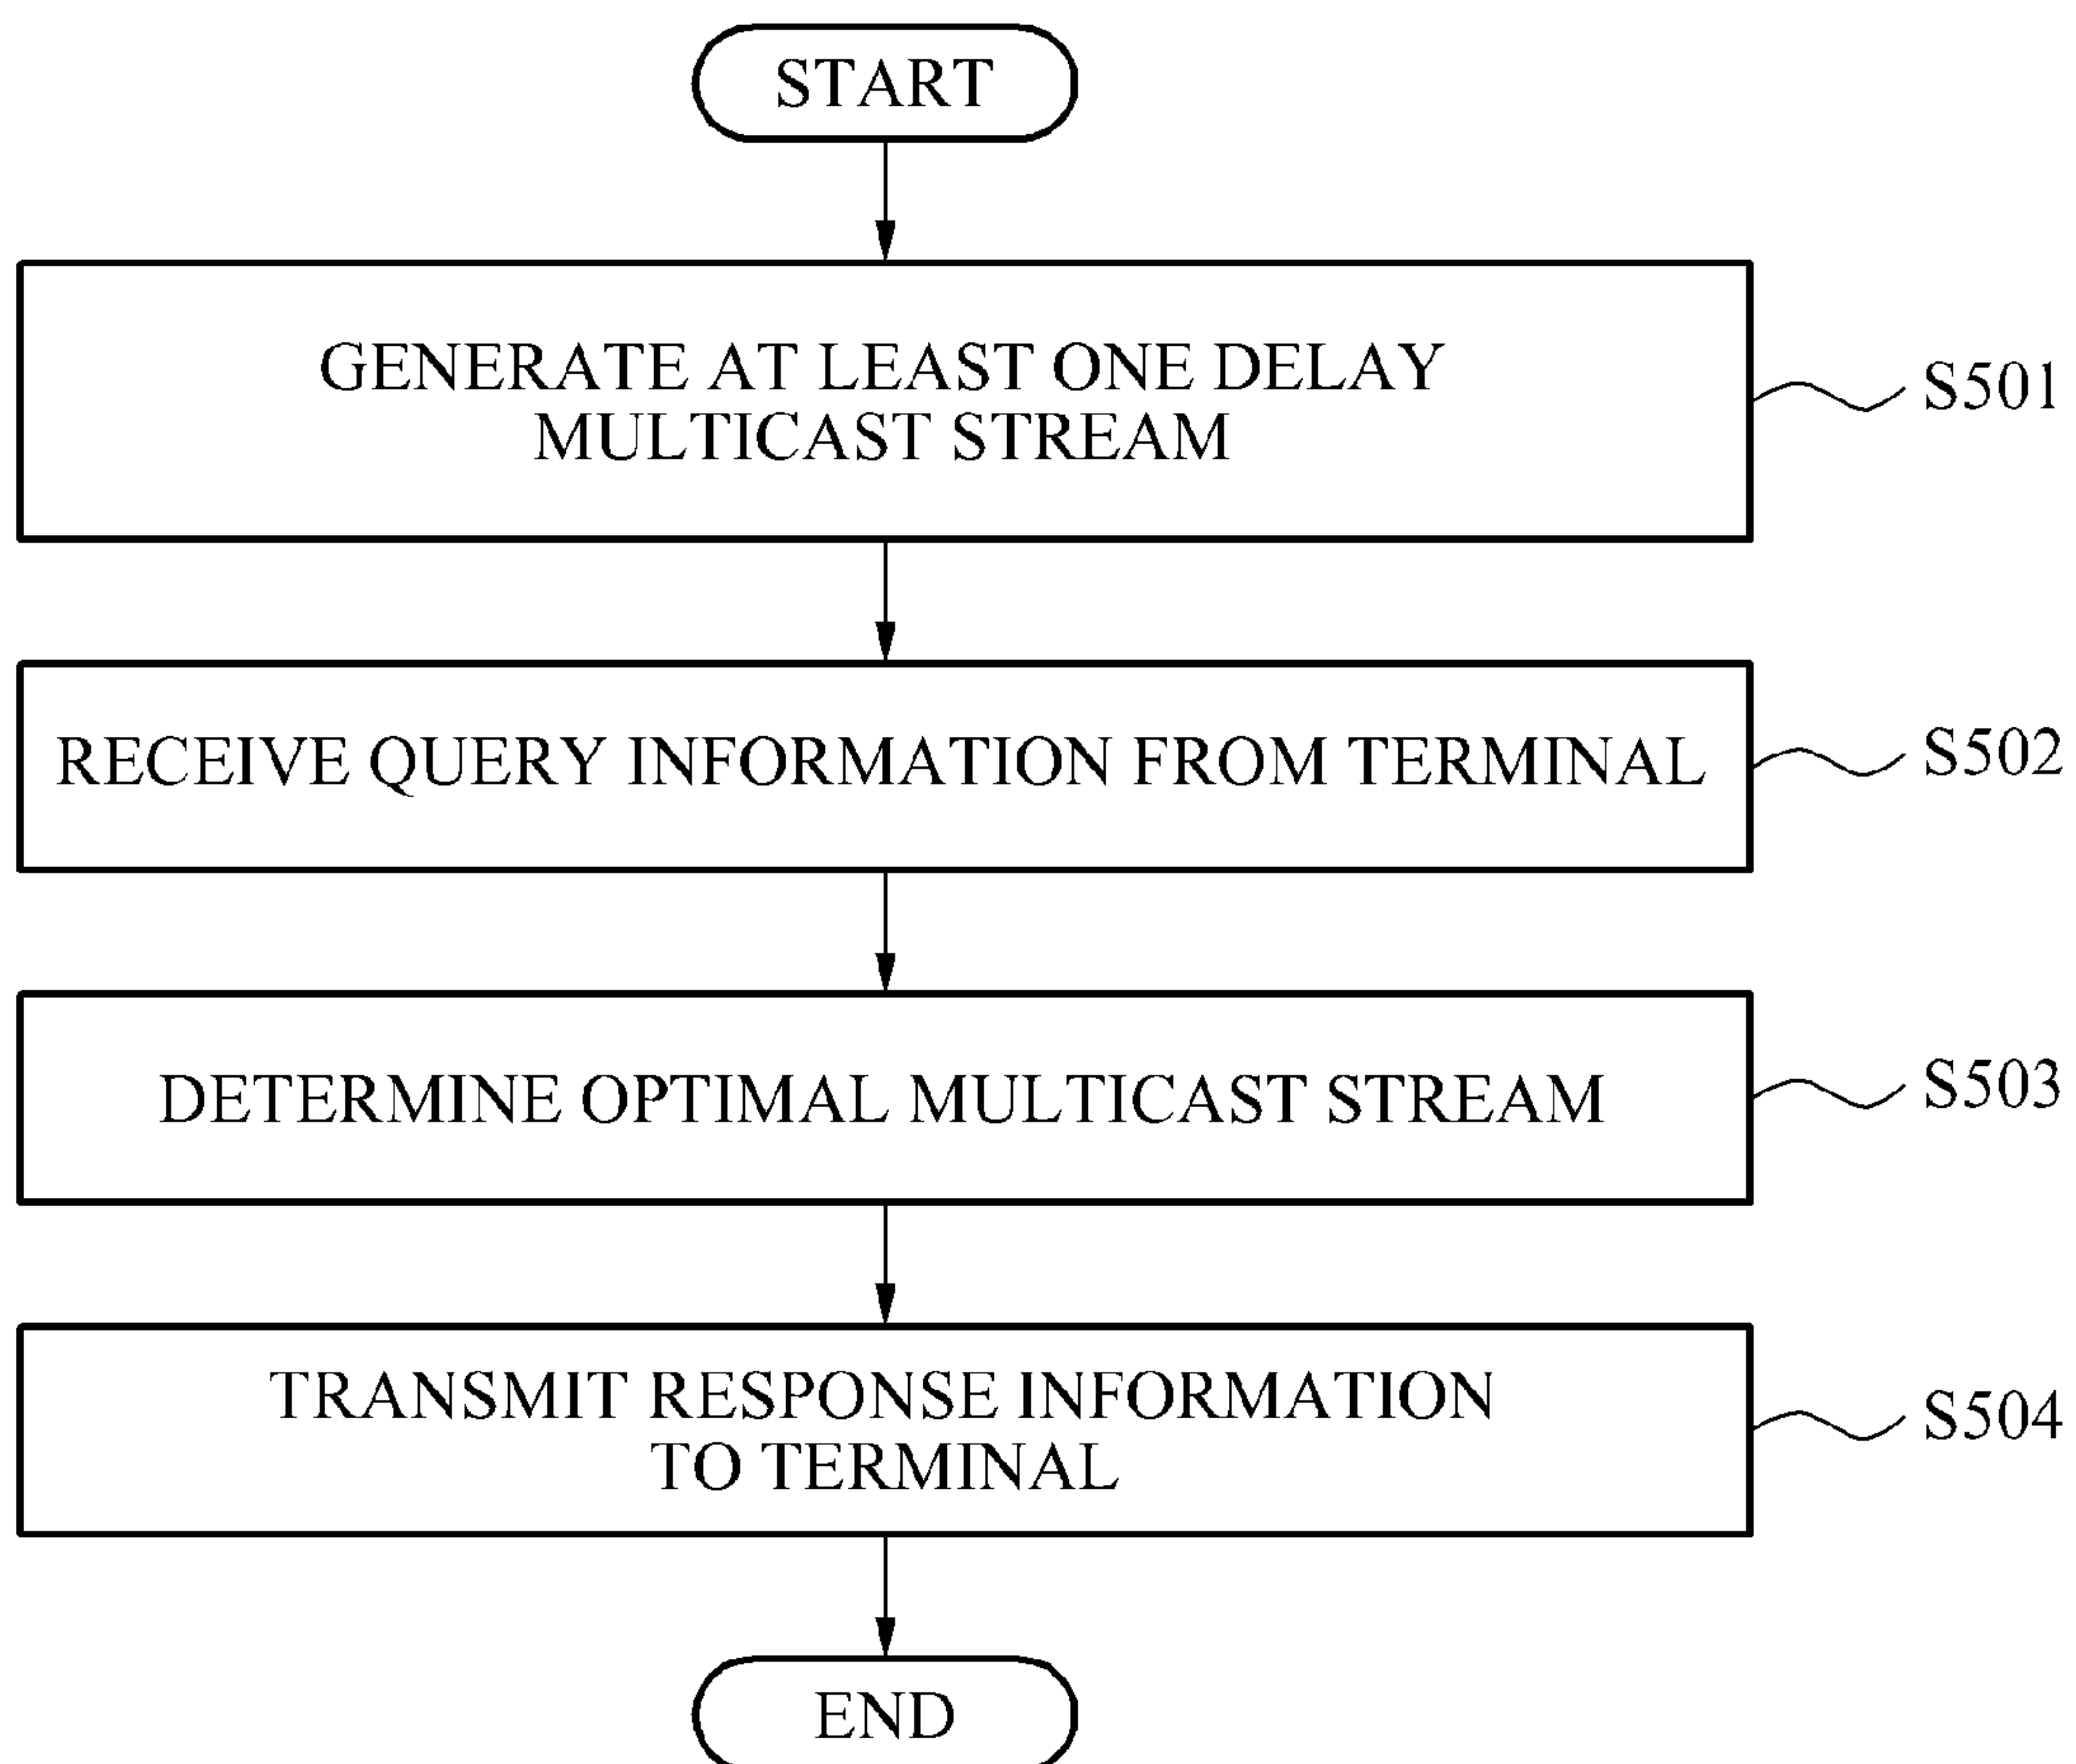 START
GENERATE AT LEAST ONE DELAY
MULTICAST STREAM
S501
RECEIVE QUERY INFORMATION FROM TERMINAL
S502
DETERMINE OPTIMAL MULTICAST STREAM
S503
TRANSMIT RESPONSE INFORMATION
TO TERMINAL
S504
END